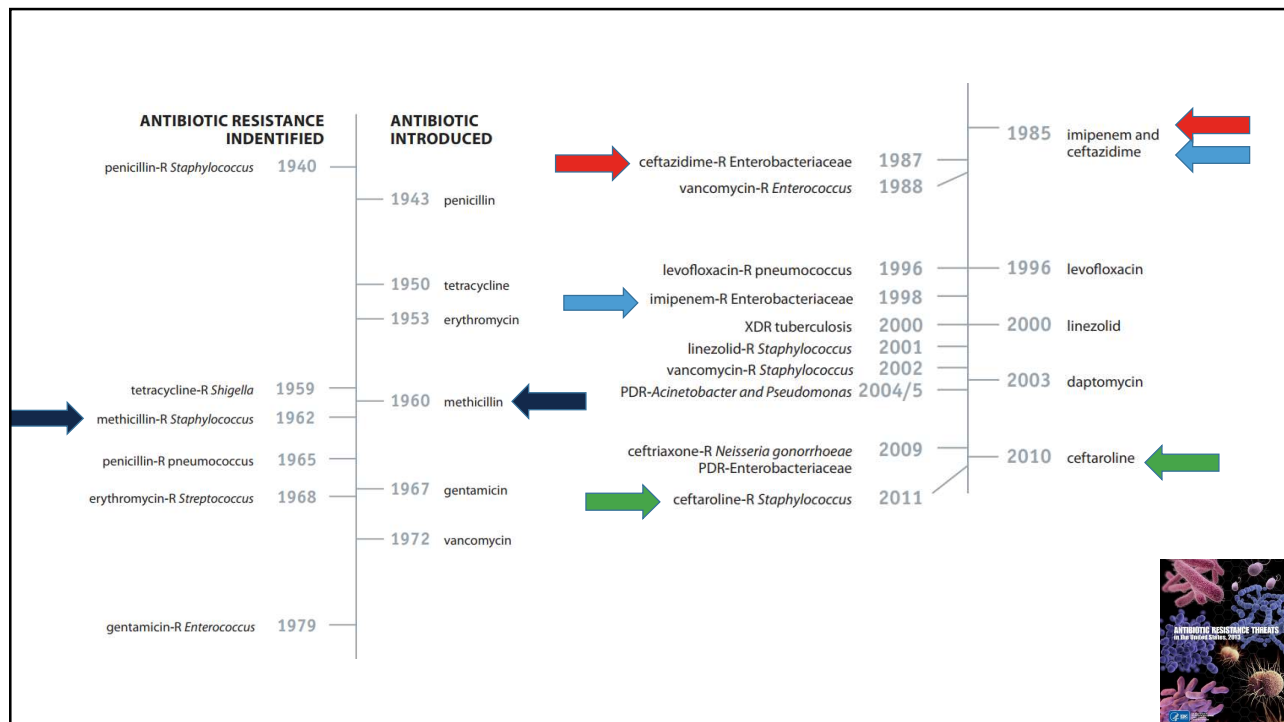 ANTIBIOTIC RESISTANCE
INDENTIFIED
ANTIBIOTIC
INTRODUCED
penicillin-R Staphylococcus 1940
1943 penicillin
1950 tetracycline
1953 erythromycin
tetracycline-R Shigella 1959
1960 methicillin
methicillin-R Staphylococcus 1962
penicillin-R pneumococcus 1965
1967 gentamicin
erythromycin-R Streptococcus 1968
1972 vancomycin
gentamicin-R Enterococcus 1979
1985 imipenem and
ceftazidime
ceftazidime-R Enterobacteriaceae 1987
vancomycin-R Enterococcus 1988
levofloxacin-R pneumococcus 1996
1996 levofloxacin
imipenem-R Enterobacteriaceae 1998
XDR tuberculosis 2000
2000 linezolid
linezolid-R Staphylococcus 2001
vancomycin-R Staphylococcus 2002
2003 daptomycin
PDR-Acinetobacter and Pseudomonas 2004/5
ceftriaxone-R Neisseria gonorrhoeae 2009
PDR-Enterobacteriaceae
2010 ceftaroline
ceftaroline-R Staphylococcus 2011
ANTIBIOTIC RESISTANCE THREATS
in the United States, 2013